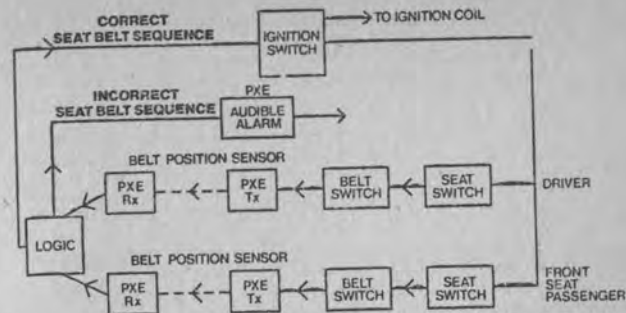 CORRECT
SEAT BELT SEQUENCE
IGNITION
SWITCH
TO IGNITION COIL
INCORRECT
SEAT BELT SEQUENCE
PXE
AUDIBLE
ALARM
BELT POSITION SENSOR
PXE
Rx
PXE
Tx
BELT
SWITCH
SEAT
SWITCH
DRIVER
LOGIC
BELT POSITION SENSOR
PXE
Rx
PXE
Tx
BELT
SWITCH
SEAT
SWITCH
FRONT
SEAT
PASSENGER